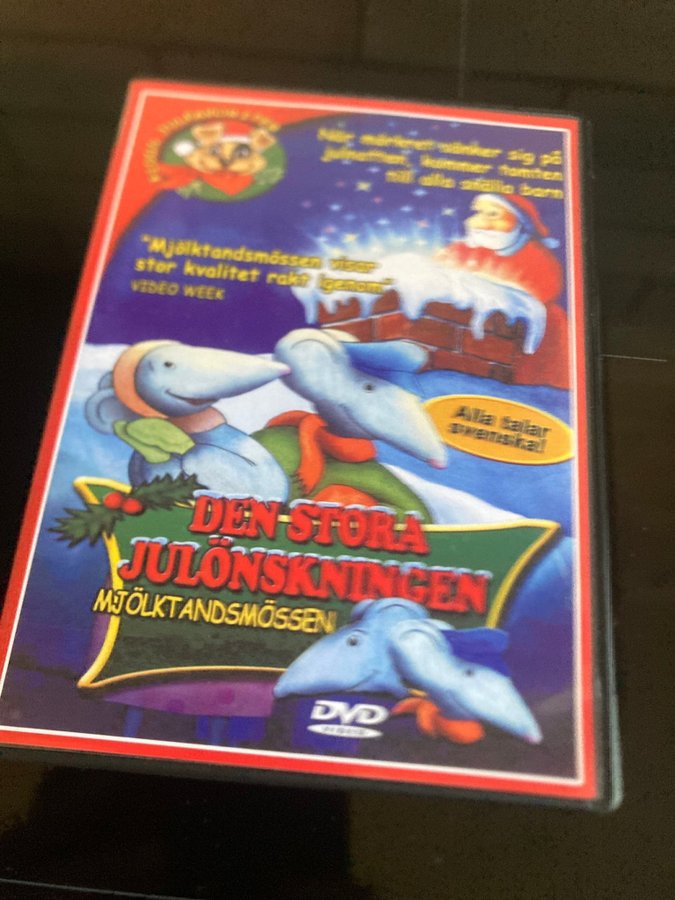 När mörkret sänker sig på
julnatten, kommer tomten
till alla snälla barn
"Mjölktandsmössen visar
stor kvalitet rakt igenom"
VIDEO WEEK
Alla talar
svenska!
DEN STORA
JULÖNSKNINGEN
MJÖLKTANDSMÖSSEN
DVD
VIDEO